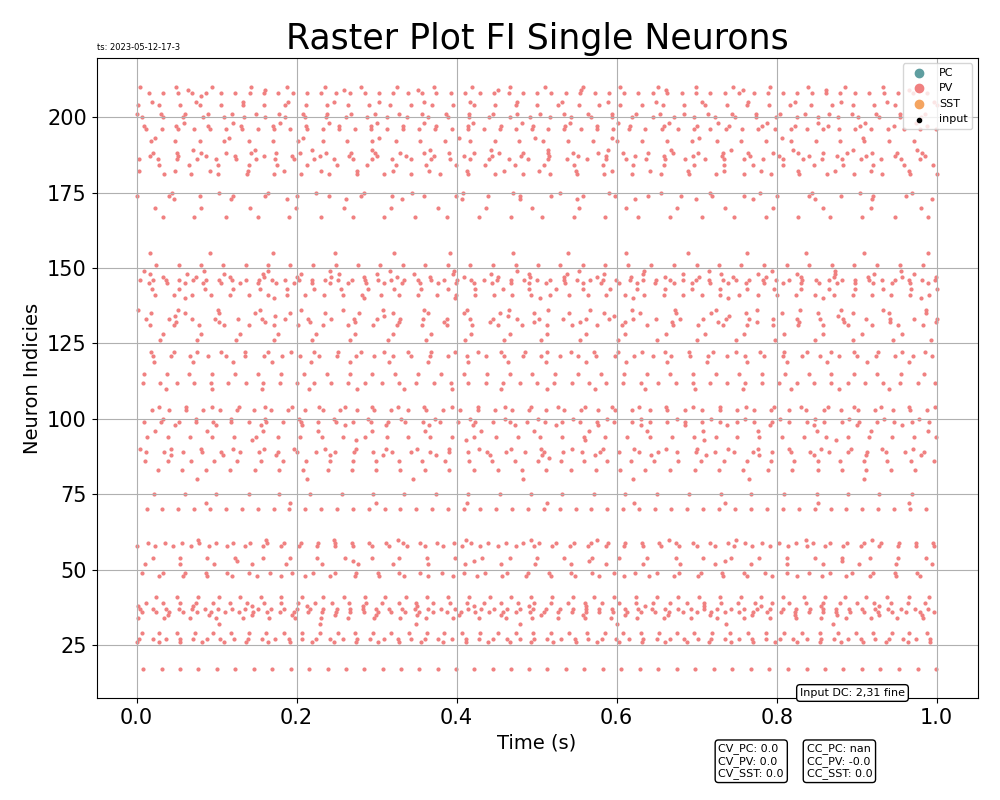 Raster Plot FI Single Neurons
ts: 2023-05-12-17-3
PC
PV
SST
input
200
175
150
125
100
75
50
25
Neuron Indicies
Input DC: 2,31 fine
0.0 0.2 0.4 0.6 0.8 1.0
Time (s)
CV_PC: 0.0
CV_PV: 0.0
CV_SST: 0.0
CC_PC: nan
CC_PV: -0.0
CC_SST: 0.0